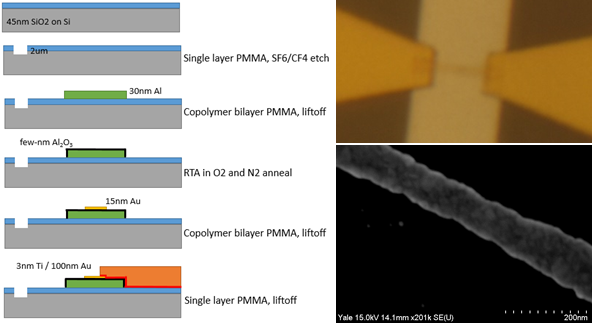 45nm SiO2 on Si
2um
Single layer PMMA, SF6/CF4 etch
30nm Al
Copolymer bilayer PMMA, liftoff
few-nm Al₂O₃
RTA in O2 and N2 anneal
15nm Au
Copolymer bilayer PMMA, liftoff
3nm Ti / 100nm Au
Single layer PMMA, liftoff
Yale 15.0kV 14.1mm x201k SE(U)
200nm